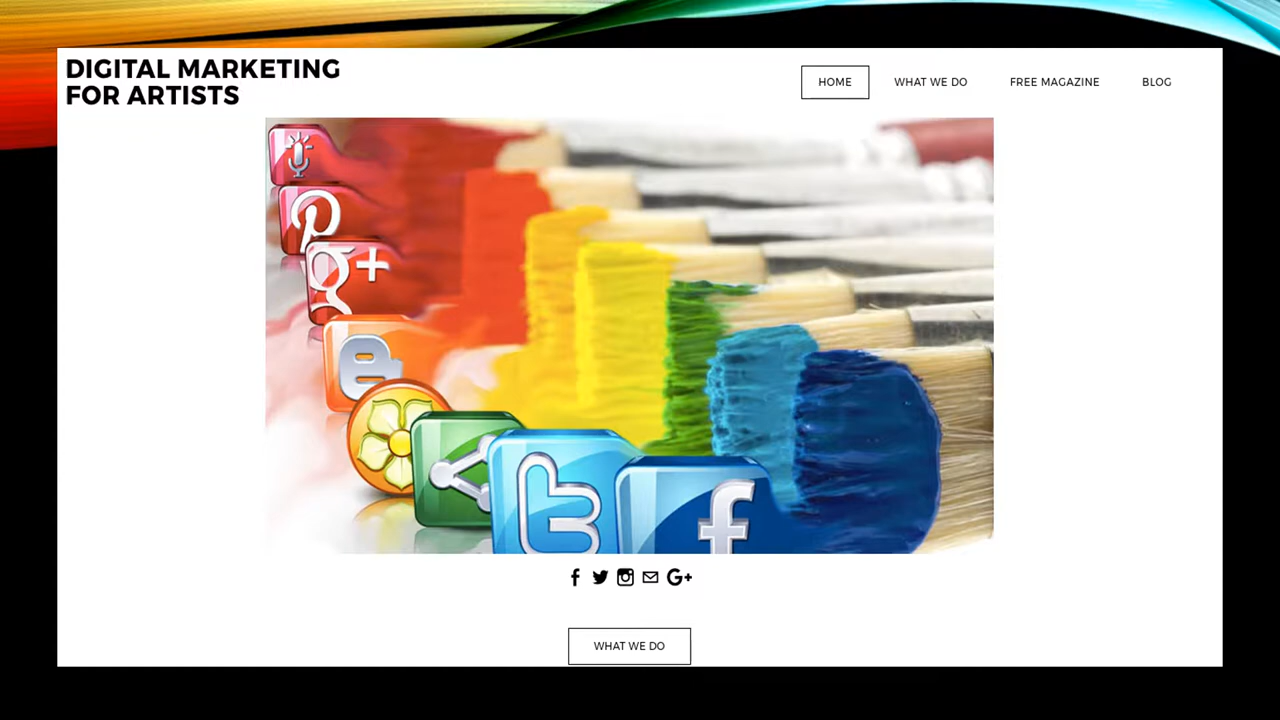 DIGITAL MARKETING
FOR ARTISTS
HOME
WHAT WE DO
FREE MAGAZINE
BLOG
g+
f
G+
WHAT WE DO